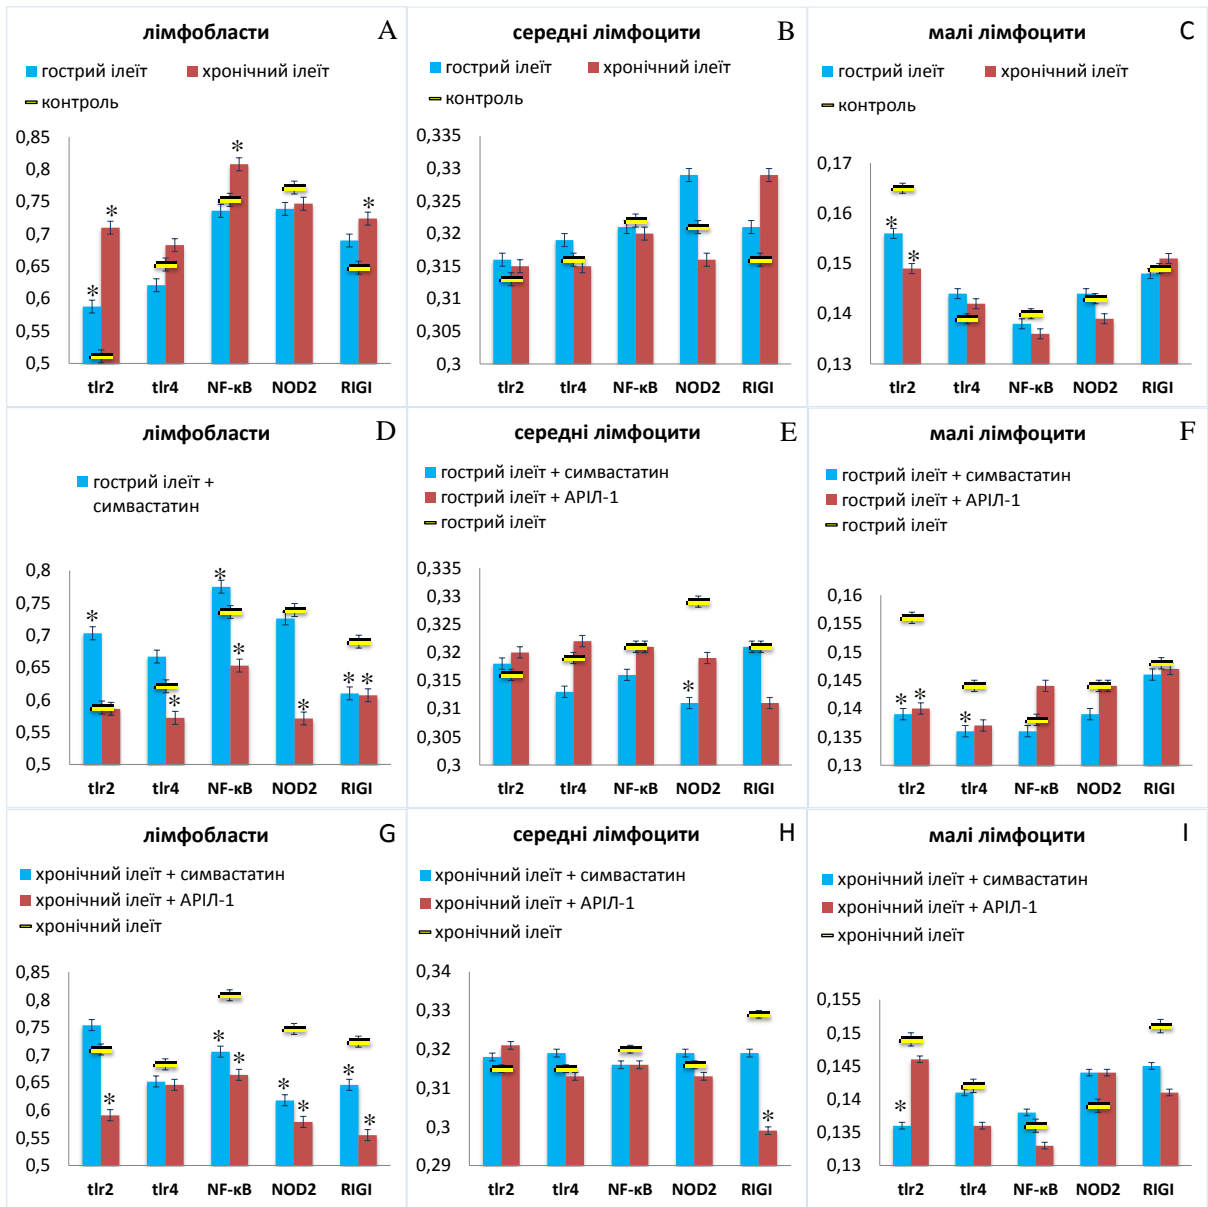 лімфобласти A
гострий ілеїт хронічний ілеїт
контроль
0,85
0,8
0,75
0,7
0,65
0,6
0,55
0,5
* * * *
tlr2 tlr4 NF-κB NOD2 RIGI
середні лімфоцити B
гострий ілеїт хронічний ілеїт
контроль
0,335
0,33
0,325
0,32
0,315
0,31
0,305
0,3
tlr2 tlr4 NF-κB NOD2 RIGI
малі лімфоцити C
гострий ілеїт хронічний ілеїт
контроль
0,17
0,16
0,15
0,14
0,13
* *
tlr2 tlr4 NF-κB NOD2 RIGI
лімфобласти D
гострий ілеїт +
симвастатин
0,8
0,75
0,7
0,65
0,6
0,55
0,5
* * * * * * *
tlr2 tlr4 NF-κB NOD2 RIGI
середні лімфоцити E
гострий ілеїт + симвастатин
гострий ілеїт + АРІЛ-1
гострий ілеїт
0,335
0,33
0,325
0,32
0,315
0,31
0,305
0,3
*
tlr2 tlr4 NF-κB NOD2 RIGI
малі лімфоцити F
гострий ілеїт + симвастатин
гострий ілеїт + АРІЛ-1
гострий ілеїт
0,16
0,155
0,15
0,145
0,14
0,135
0,13
* * *
tlr2 tlr4 NF-κB NOD2 RIGI
лімфобласти G
хронічний ілеїт + симвастатин
хронічний ілеїт + АРІЛ-1
хронічний ілеїт
0,85
0,8
0,75
0,7
0,65
0,6
0,55
0,5
* * * * * * *
tlr2 tlr4 NF-κB NOD2 RIGI
середні лімфоцити H
хронічний ілеїт + симвастатин
хронічний ілеїт + АРІЛ-1
хронічний ілеїт
0,34
0,33
0,32
0,31
0,3
0,29
*
tlr2 tlr4 NF-κB NOD2 RIGI
малі лімфоцити I
хронічний ілеїт + симвастатин
хронічний ілеїт + АРІЛ-1
хронічний ілеїт
0,155
0,15
0,145
0,14
0,135
0,13
*
tlr2 tlr4 NF-κB NOD2 RIGI